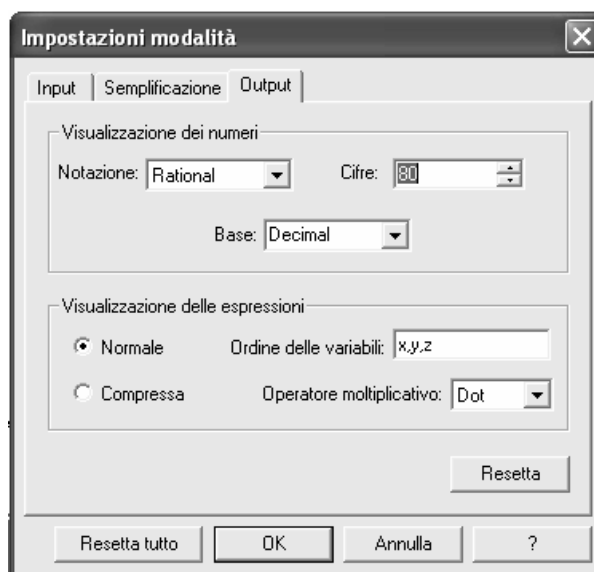 Impostazioni modalità
Input Semplificazione Output
Visualizzazione dei numeri
Notazione: Rational Cifre: 80
Base: Decimal
Visualizzazione delle espressioni
Normale Ordine delle variabili: x,y,z
Compressa Operatore moltiplicativo: Dot
Resetta
Resetta tutto OK Annulla ?